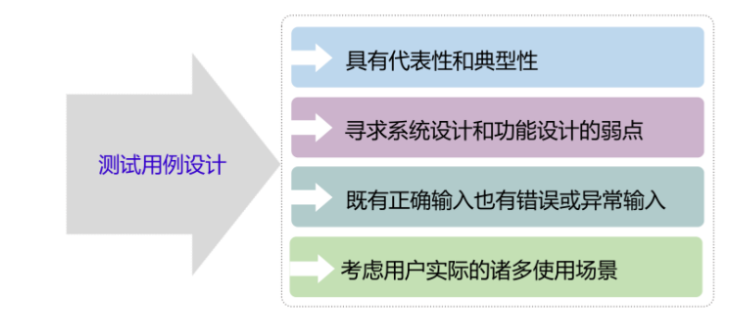 测试用例设计
具有代表性和典型性
寻求系统设计和功能设计的弱点
既有正确输入也有错误或异常输入
考虑用户实际的诸多使用场景